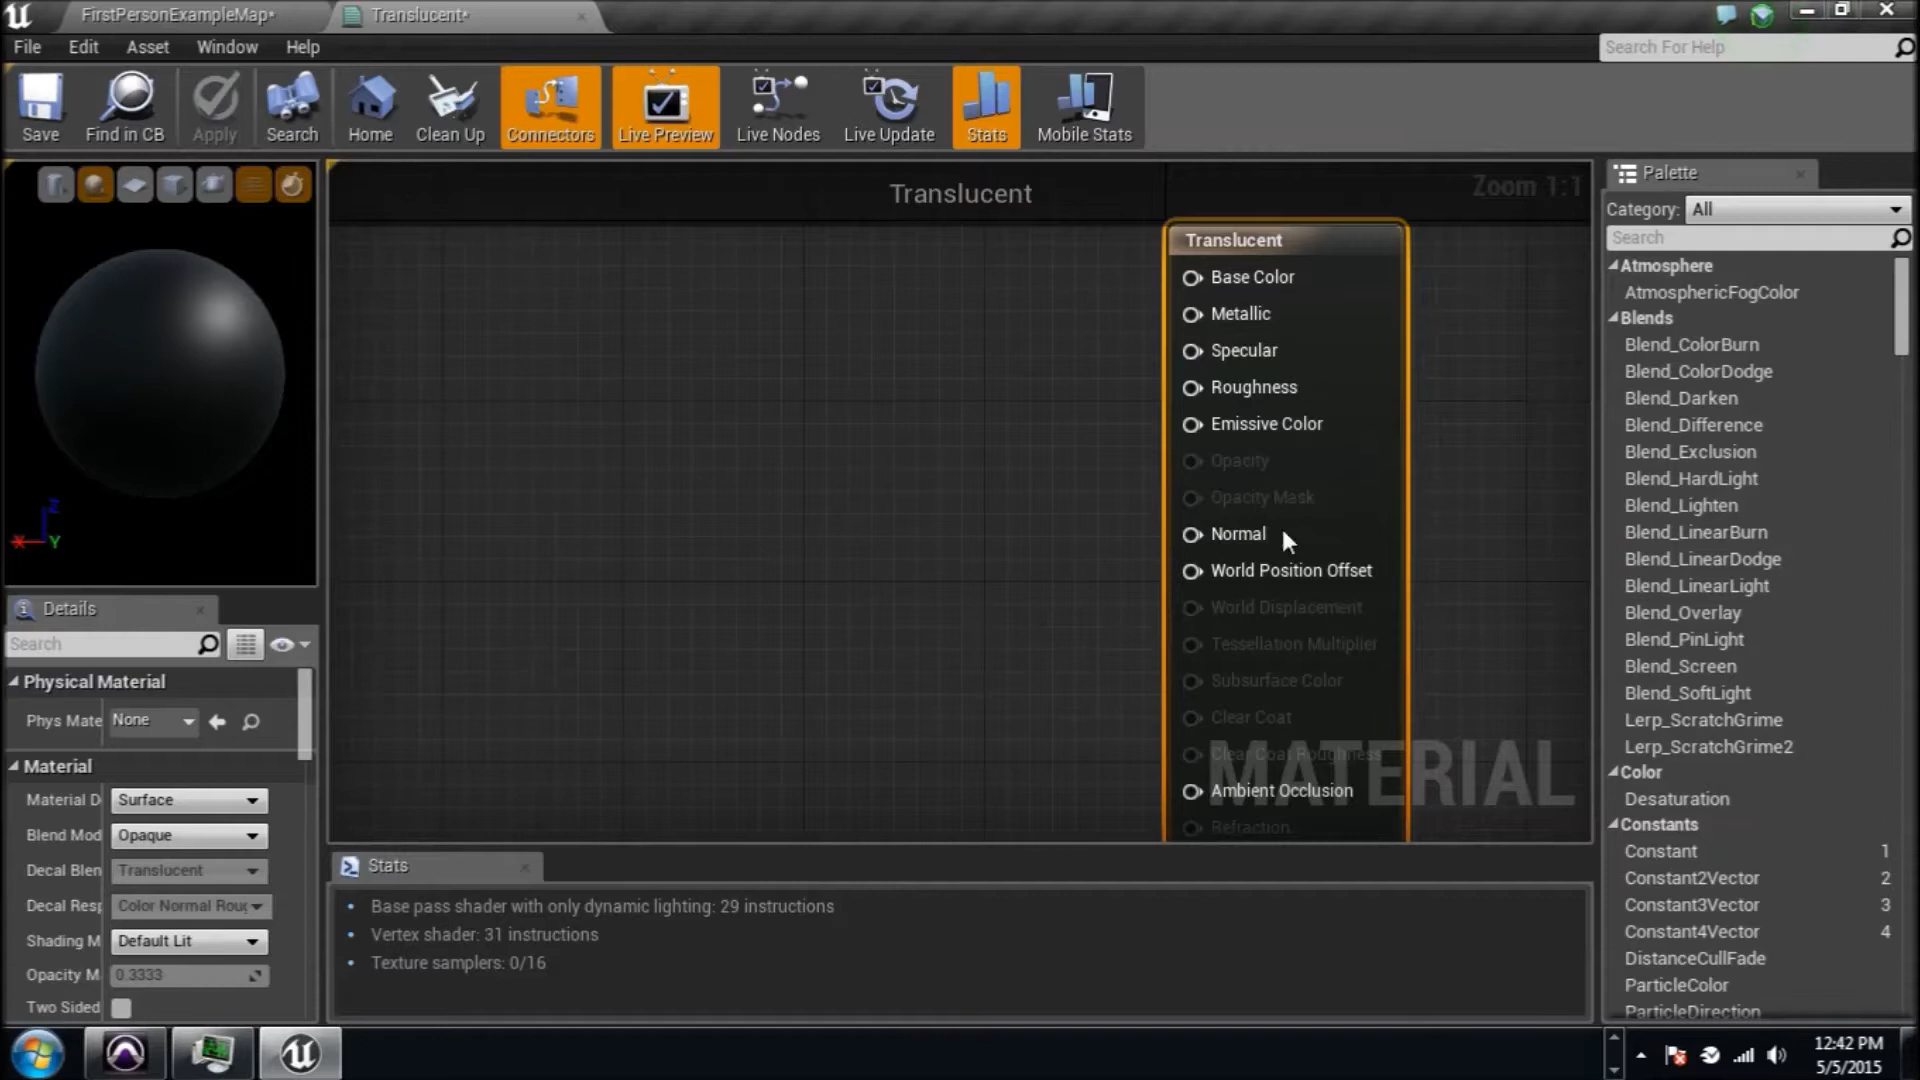 FirstPersonExampleMap*
Translucent*
File Edit Asset Window Help
Search For Help
Save Find in CB Apply Search Home Clean Up Connectors Live Preview Live Nodes Live Update Stats Mobile Stats
Translucent
Zoom 1:1
Translucent
Base Color
Metallic
Specular
Roughness
Emissive Color
Opacity
Opacity Mask
Normal
World Position Offset
World Displacement
Tessellation Multiplier
Subsurface Color
Clear Coat
Clear Coat Roughness
Ambient Occlusion
Refraction
MATERIAL
Z
X Y
Details
Search
Physical Material
Phys Mate None
Material
Material D Surface
Blend Mod Opaque
Decal Blen Translucent
Decal Resp Color Normal Roug
Shading M Default Lit
Opacity M 0.3333
Two Sided
Stats
• Base pass shader with only dynamic lighting: 29 instructions
• Vertex shader: 31 instructions
• Texture samplers: 0/16
Palette
Category: All
Search
Atmosphere
AtmosphericFogColor
Blends
Blend_ColorBurn
Blend_ColorDodge
Blend_Darken
Blend_Difference
Blend_Exclusion
Blend_HardLight
Blend_Lighten
Blend_LinearBurn
Blend_LinearDodge
Blend_LinearLight
Blend_Overlay
Blend_PinLight
Blend_Screen
Blend_SoftLight
Lerp_ScratchGrime
Lerp_ScratchGrime2
Color
Desaturation
Constants
Constant 1
Constant2Vector 2
Constant3Vector 3
Constant4Vector 4
DistanceCullFade
ParticleColor
ParticleDirection
12:42 PM
5/5/2015